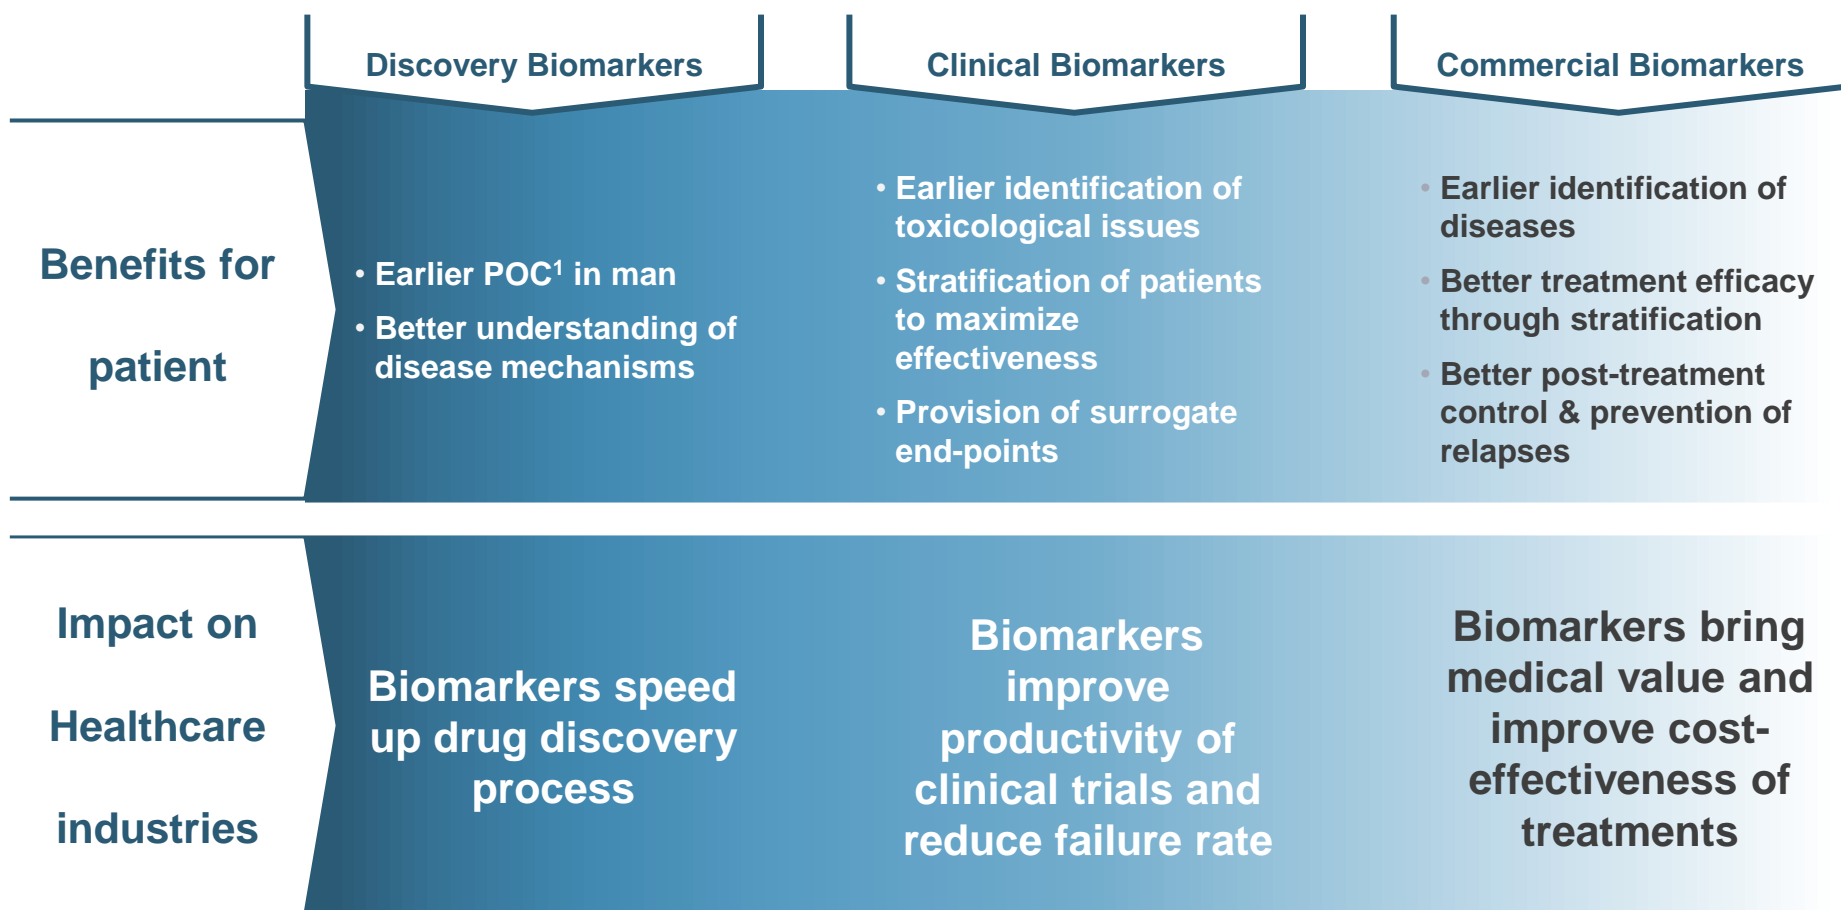 Discovery Biomarkers
Clinical Biomarkers
Commercial Biomarkers
Benefits for
patient
• Earlier POC¹ in man
• Better understanding of
disease mechanisms
• Earlier identification of
toxicological issues
• Stratification of patients
to maximize
effectiveness
• Provision of surrogate
end-points
• Earlier identification of
diseases
• Better treatment efficacy
through stratification
• Better post-treatment
control & prevention of
relapses
Impact on
Healthcare
industries
Biomarkers speed
up drug discovery
process
Biomarkers
improve
productivity of
clinical trials and
reduce failure rate
Biomarkers bring
medical value and
improve cost-
effectiveness of
treatments